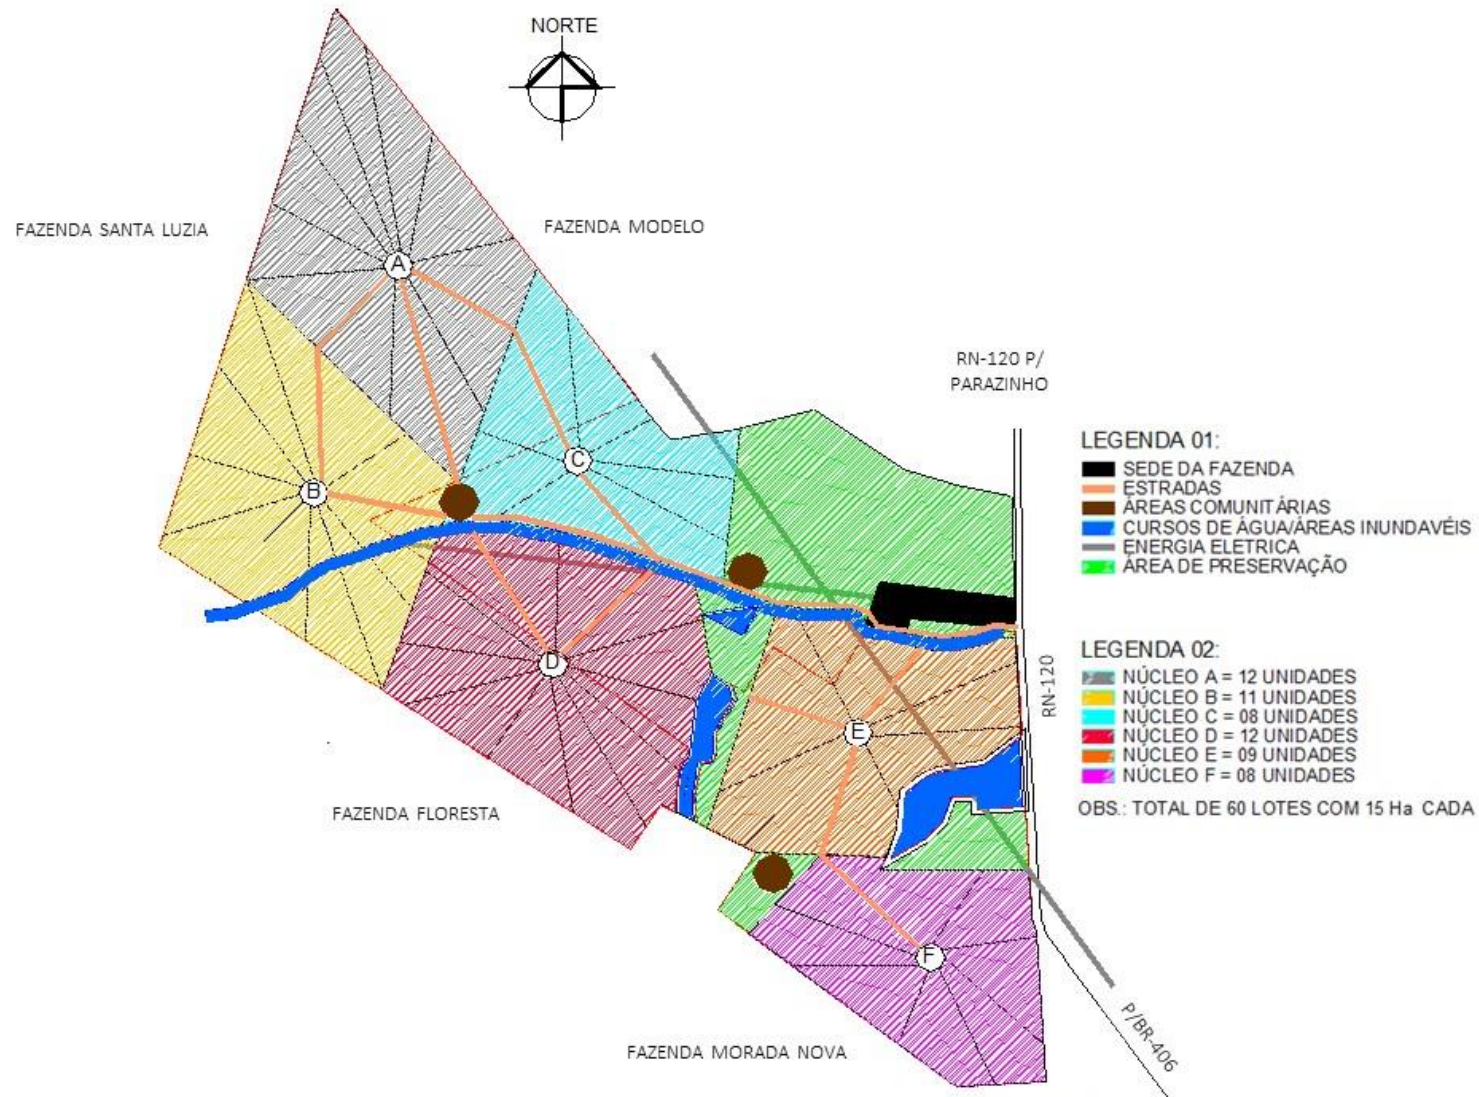 NORTE
FAZENDA SANTA LUZIA
FAZENDA MODELO
A
RN-120 P/
PARAZINHO
C
B
D
E
F
RN-120
FAZENDA FLORESTA
FAZENDA MORADA NOVA
P/BR-406
LEGENDA 01:
SEDE DA FAZENDA
ESTRADAS
ÁREAS COMUNITÁRIAS
CURSOS DE ÁGUA/ÁREAS INUNDAVÉIS
ENERGIA ELETRICA
ÁREA DE PRESERVAÇÃO
LEGENDA 02:
NÚCLEO A = 12 UNIDADES
NÚCLEO B = 11 UNIDADES
NÚCLEO C = 08 UNIDADES
NÚCLEO D = 12 UNIDADES
NÚCLEO E = 09 UNIDADES
NÚCLEO F = 08 UNIDADES
OBS.: TOTAL DE 60 LOTES COM 15 Ha CADA